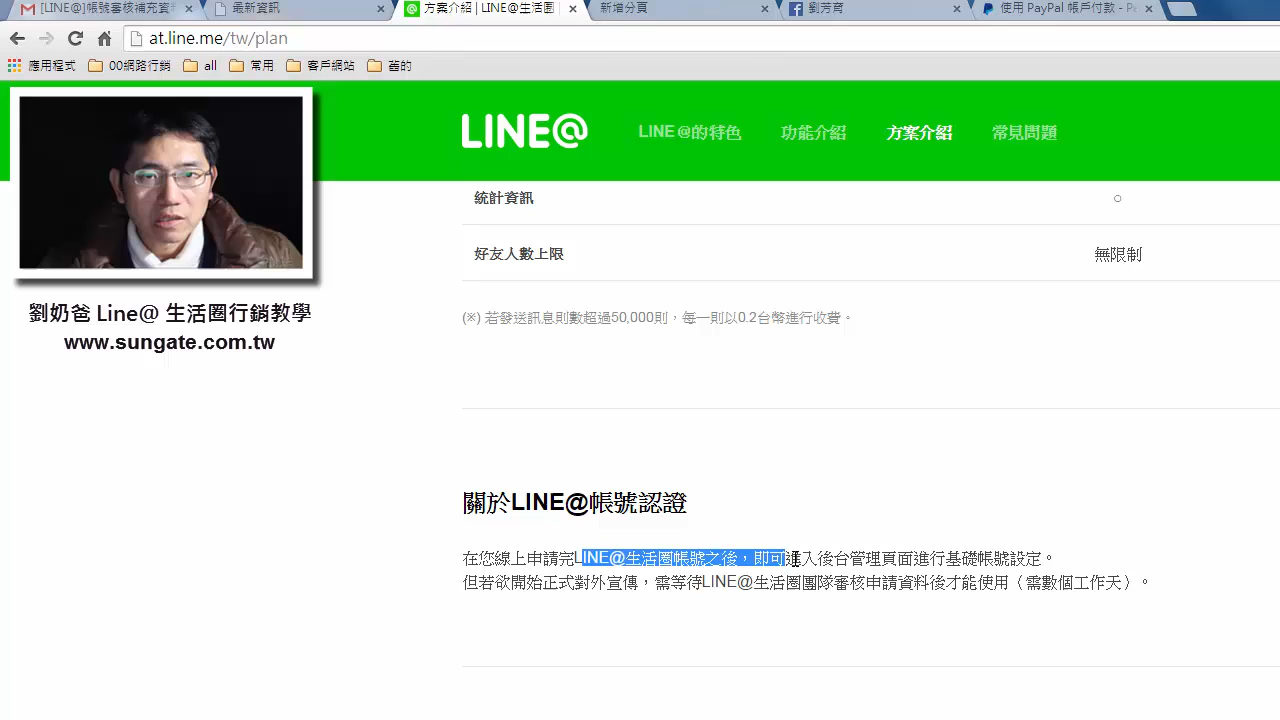 [LINE@]帳號審核補充資料
最新資訊
方案介紹 | LINE@生活圈
新增分頁
劉芳育
使用 PayPal 帳戶付款 - Pa
at.line.me/tw/plan
應用程式
00網路行銷
all
常用
客戶網站
舊的
LINE@
LINE@的特色
功能介紹
方案介紹
常見問題
統計資訊
○
好友人數上限
無限制
(※) 若發送訊息則數超過50,000則，每一則以0.2台幣進行收費。
劉奶爸 Line@ 生活圈行銷教學
www.sungate.com.tw
關於LINE@帳號認證
在您線上申請完LINE@生活圈帳號之後，即可進入後台管理頁面進行基礎帳號設定。
但若欲開始正式對外宣傳，需等待LINE@生活圈團隊審核申請資料後才能使用（需數個工作天）。